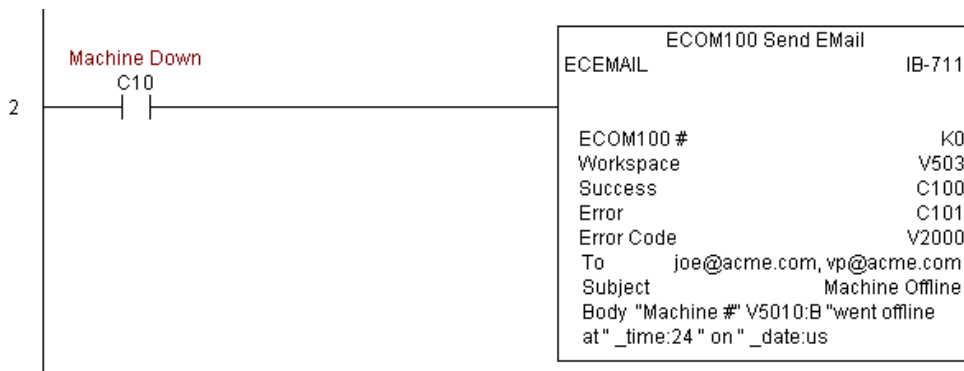 Machine Down
C10
2
ECOM100 Send EMail
ECEMAIL IB-711
ECOM100 # K0
Workspace V503
Success C100
Error C101
Error Code V2000
To joe@acme.com, vp@acme.com
Subject Machine Offline
Body "Machine #" V5010:B "went offline
at " _time:24 " on " _date:us